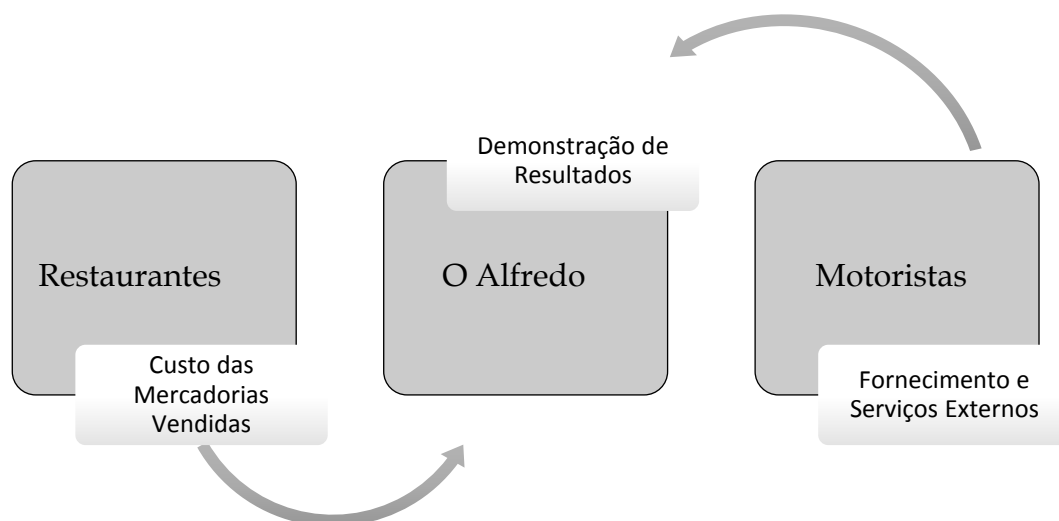 Restaurantes
Custo das
Mercadorias
Vendidas
Demonstração de
Resultados
O Alfredo
Motoristas
Fornecimento e
Serviços Externos